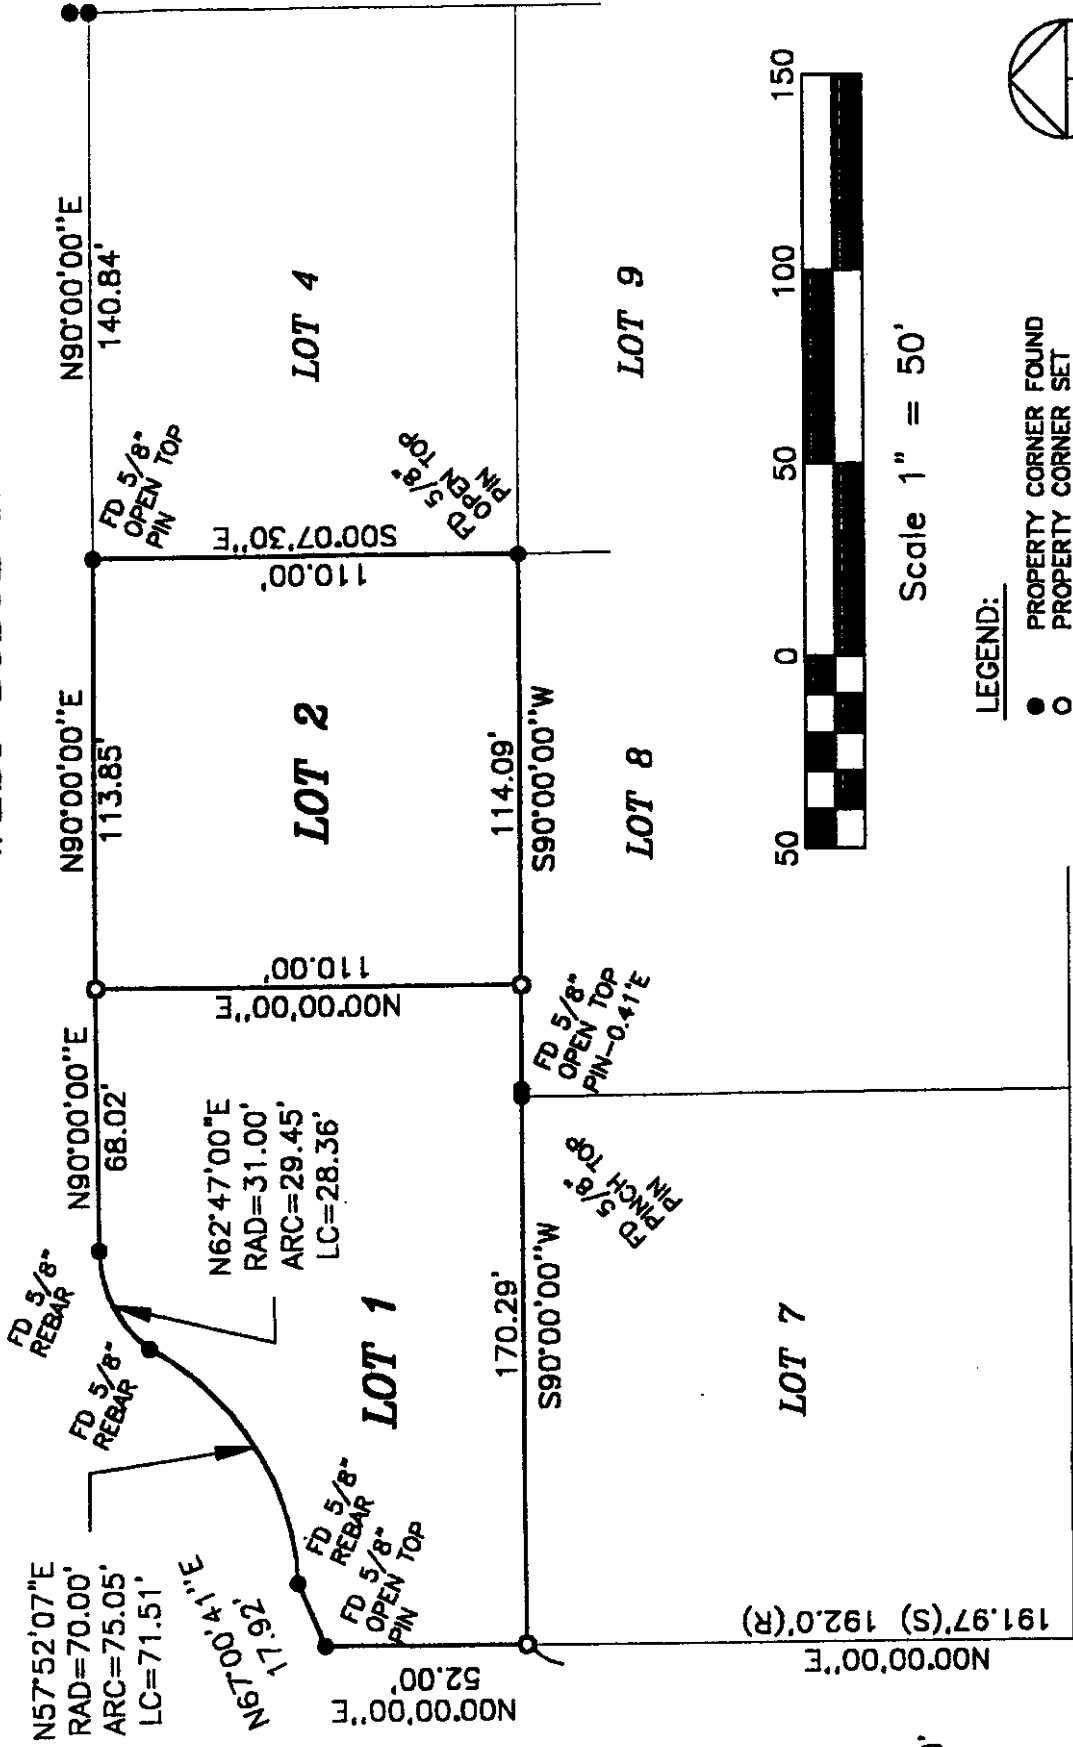 N57°52'07"E
RAD=70.00'
ARC=75.05'
LC=71.51'
N67°00'41"E
17.92'
FD 5/8"
REBAR
FD 5/8"
REBAR
N90°00'00"E
68.02'
N62°47'00"E
RAD=31.00'
ARC=29.45'
LC=28.36'
N90°00'00"E
113.85'
N90°00'00"E
140.84'
FD 5/8"
OPEN TOP
PIN
FD 5/8"
REBAR
FD 5/8"
OPEN TOP
PIN
N00°00'00"E
52.00'
LOT 1
N00°00'00"E
110.00'
LOT 2
110.00'
S00°07'30"E
LOT 4
FD 5/8"
OPEN TOP
PIN
170.29'
S90°00'00"W
FD 5/8"
PINCH TOP
PIN
FD 5/8"
OPEN TOP
PIN-0.41'E
114.09'
S90°00'00"W
LOT 7
LOT 8
LOT 9
N00°00'00"E
191.97'(S) 192.0'(R)
50 0 50 100 150
Scale 1" = 50'
LEGEND:
PROPERTY CORNER FOUND
PROPERTY CORNER SET